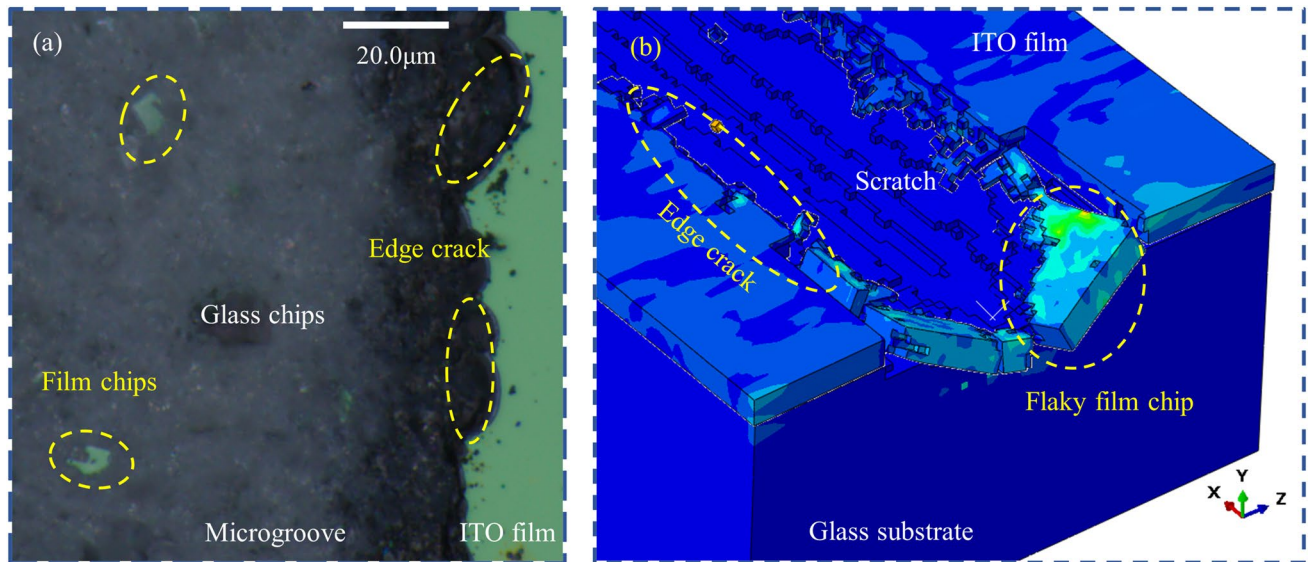 (a)
20.0μm
Edge crack
Glass chips
Film chips
Microgroove
ITO film
(b)
ITO film
Scratch
Edge crack
Flaky film chip
Glass substrate
X
Y
Z